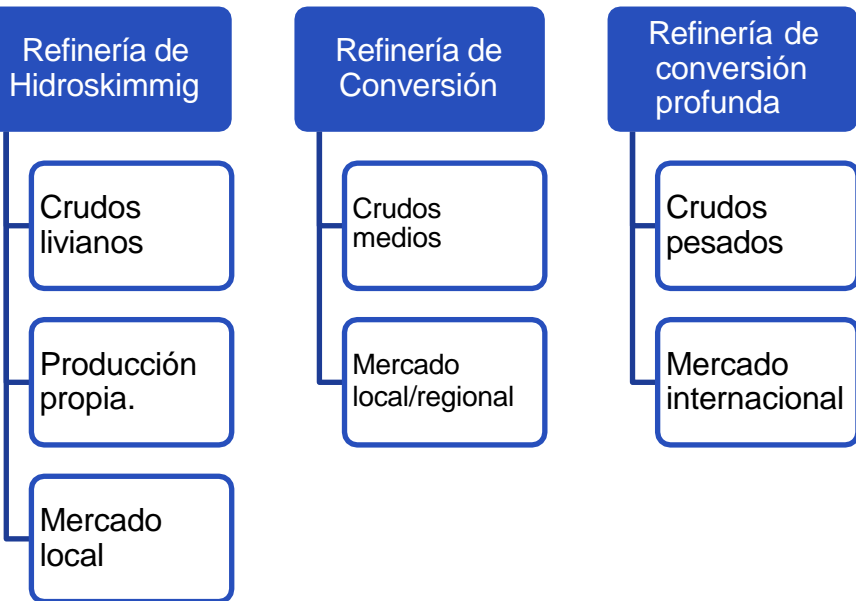 Refinería de
Hidroskimmig
Crudos
livianos
Producción
propia.
Mercado
local
Refinería de
Conversión
Crudos
medios
Mercado
local/regional
Refinería de
conversión
profunda
Crudos
pesados
Mercado
internacional